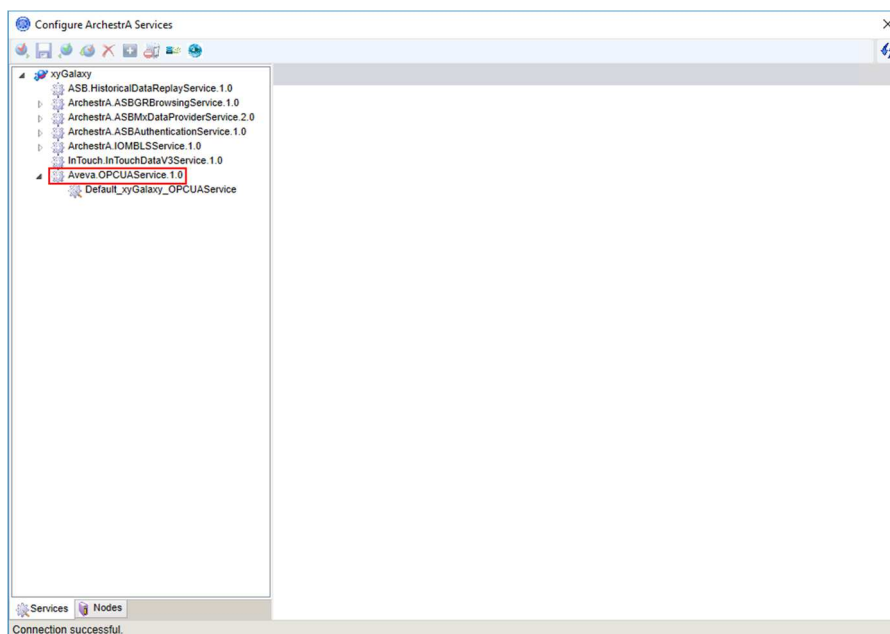 Configure ArchestrA Services
xyGalaxy
ASB.HistoricalDataReplayService.1.0
ArchestrA.ASBGRBrowsingService.1.0
ArchestrA.ASBMxDataProviderService.2.0
ArchestrA.ASBAuthenticationService.1.0
ArchestrA.IOMBLSService.1.0
InTouch.InTouchDataV3Service.1.0
Aveva.OPCUAService.1.0
Default_xyGalaxy_OPCUAService
Services Nodes
Connection successful.